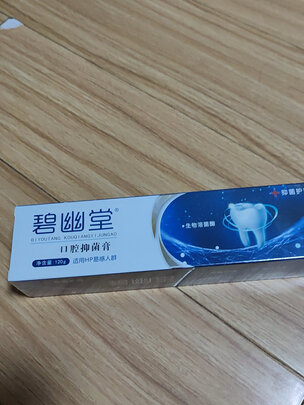 碧幽堂®
BIYOUTANG KOUQIANGYIJUNGAO
口腔抑菌膏
净含量 120g 适用HP易感人群
•生物溶菌酶
抑菌护